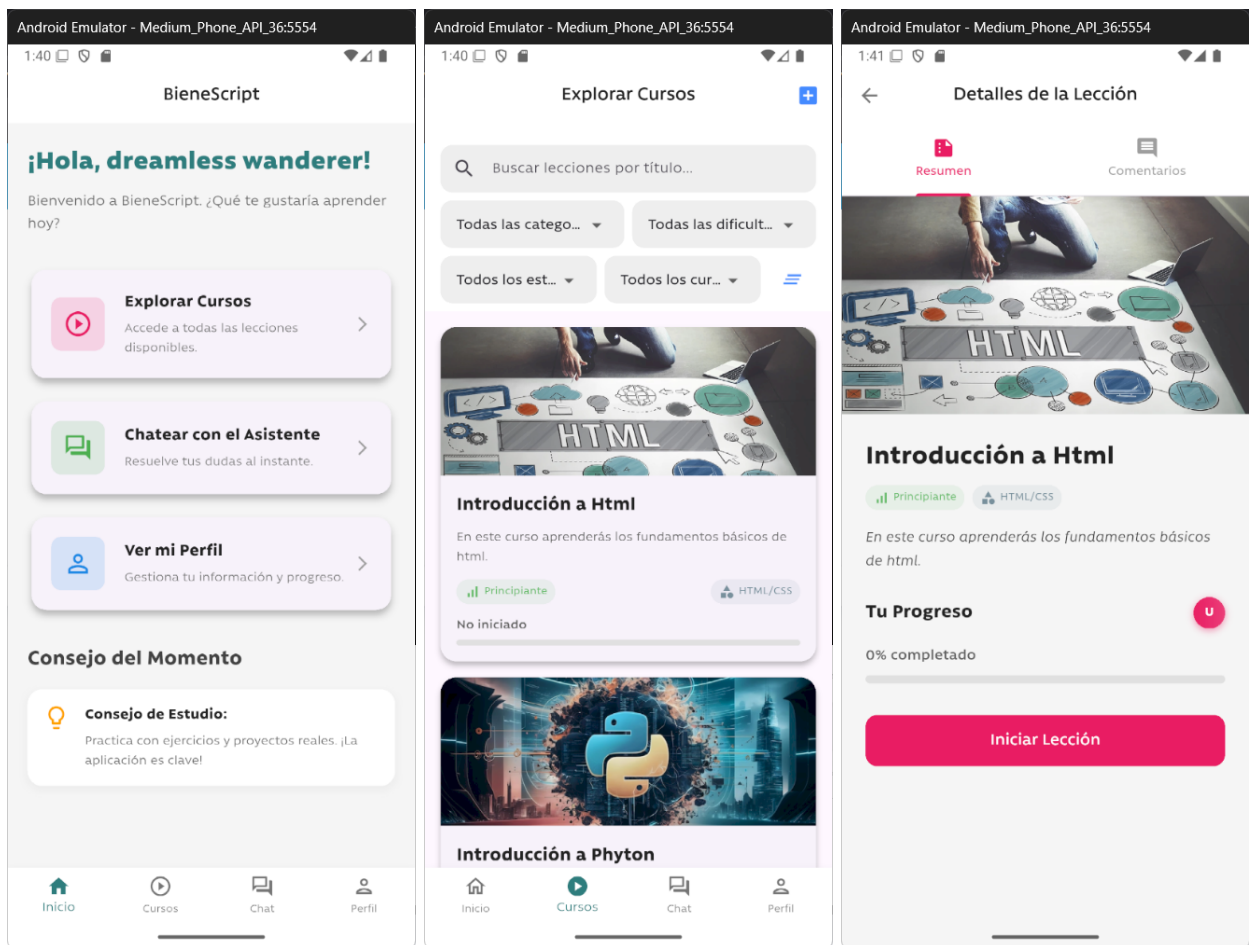 Android Emulator - Medium_Phone_API_36:5554
1:40
BieneScript
¡Hola, dreamless wanderer!
Bienvenido a BieneScript. ¿Qué te gustaría aprender
hoy?
Explorar Cursos
Accede a todas las lecciones
disponibles.
Chatear con el Asistente
Resuelve tus dudas al instante.
Ver mi Perfil
Gestiona tu información y progreso.
Consejo del Momento
Consejo de Estudio:
Practica con ejercicios y proyectos reales. ¡La
aplicación es clave!
Inicio
Cursos
Chat
Perfil
Android Emulator - Medium_Phone_API_36:5554
1:40
Explorar Cursos
Buscar lecciones por título...
Todas las catego...
Todas las dificult...
Todos los est...
Todos los cur...
</>
HTML
Introducción a Html
En este curso aprenderás los fundamentos básicos de
html.
Principiante
HTML/CSS
No iniciado
Introducción a Phyton
Inicio
Cursos
Chat
Perfil
Android Emulator - Medium_Phone_API_36:5554
1:41
Detalles de la Lección
Resumen
Comentarios
</>
HTML
Introducción a Html
Principiante
HTML/CSS
En este curso aprenderás los fundamentos básicos
de html.
Tu Progreso
U
0% completado
Iniciar Lección